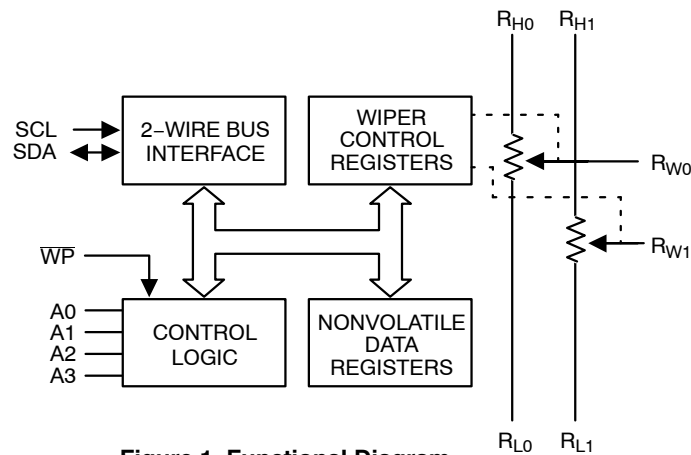 R_H0 R_H1
SCL
SDA
2−WIRE BUS
INTERFACE
WIPER
CONTROL
REGISTERS
R_W0
R_W1
W̅P̅
A0
A1
A2
A3
CONTROL
LOGIC
NONVOLATILE
DATA
REGISTERS
R_L0 R_L1
Figure 1. Functional Diagram